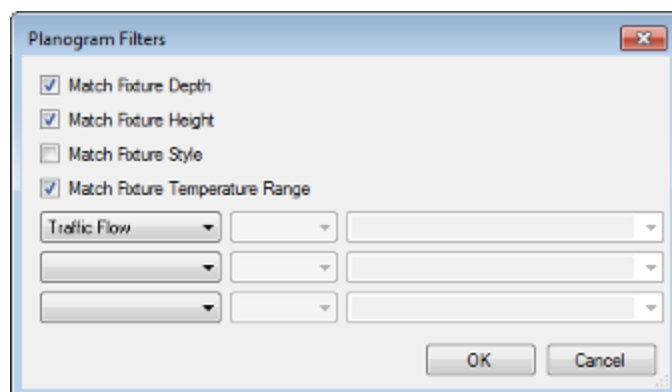 Planogram Filters
Match Fixture Depth
Match Fixture Height
Match Fixture Style
Match Fixture Temperature Range
Traffic Flow
OK Cancel